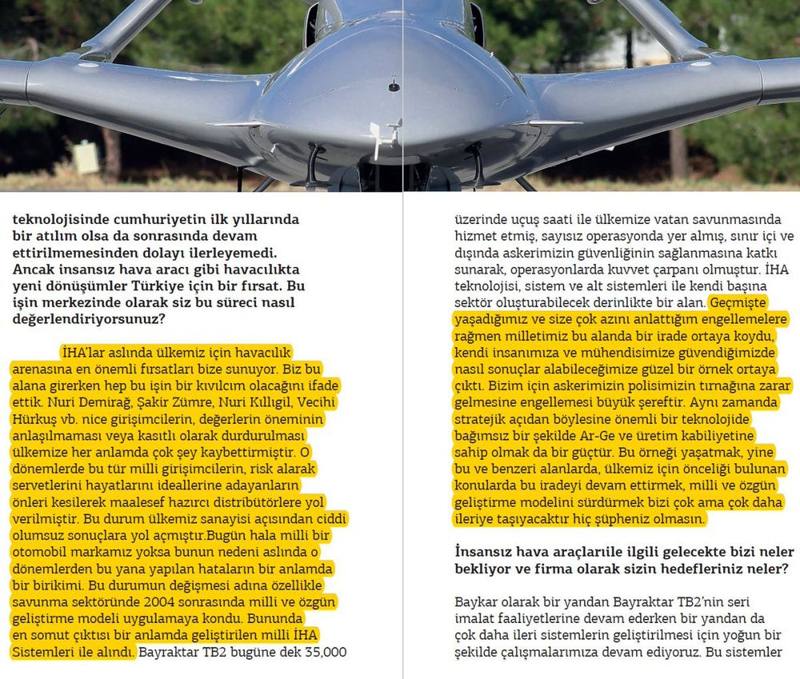 teknolojisinde cumhuriyetin ilk yıllarında
bir atılım olsa da sonrasında devam
ettirilmemesinden dolayı ilerleyemedi.
Ancak insansız hava aracı gibi havacılıkta
yeni dönüşümler Türkiye için bir fırsat. Bu
işin merkezinde olarak siz bu süreci nasıl
değerlendiriyorsunuz?
İHA'lar aslında ülkemiz için havacılık
arenasına en önemli fırsatları bize sunuyor. Biz bu
alana girerken hep bu işin bir kıvılcım olacağını ifade
ettik. Nuri Demirağ, Şakir Zümre, Nuri Kıllıgil, Vecihi
Hürkuş vb. nice girişimcilerin, değerlerin öneminin
anlaşılmaması veya kasıtlı olarak durdurulması
ülkemize her anlamda çok şey kaybettirmiştir. O
dönemlerde bu tür milli girişimcilerin, risk alarak
servetlerini hayatlarını ideallerine adayanların
önleri kesilerek maalesef hazırcı distribütörlere yol
verilmiştir. Bu durum ülkemiz sanayisi açısından ciddi
olumsuz sonuçlara yol açmıştır.Bugün hala milli bir
otomobil markamız yoksa bunun nedeni aslında o
dönemlerden bu yana yapılan hataların bir anlamda
bir birikimi. Bu durumun değişmesi adına özellikle
savunma sektöründe 2004 sonrasında milli ve özgün
geliştirme modeli uygulamaya kondu. Bununda
en somut çıktısı bir anlamda geliştirilen milli İHA
Sistemleri ile alındı. Bayraktar TB2 bugüne dek 35,000
üzerinde uçuş saati ile ülkemize vatan savunmasında
hizmet etmiş, sayısız operasyonda yer almış, sınır içi ve
dışında askerimizin güvenliğinin sağlanmasına katkı
sunarak, operasyonlarda kuvvet çarpanı olmuştur. İHA
teknolojisi, sistem ve alt sistemleri ile kendi başına
sektör oluşturabilecek derinlikte bir alan. Geçmişte
yaşadığımız ve size çok azını anlattığım engellemelere
rağmen milletimiz bu alanda bir irade ortaya koydu,
kendi insanımıza ve mühendisimize güvendiğimizde
nasıl sonuçlar alabileceğimize güzel bir örnek ortaya
çıktı. Bizim için askerimizin polisimizin tırnağına zarar
gelmesine engellemesi büyük şereftir. Aynı zamanda
stratejik açıdan böylesine önemli bir teknolojide
bağımsız bir şekilde Ar-Ge ve üretim kabiliyetine
sahip olmak da bir güçtür. Bu örneği yaşatmak, yine
bu ve benzeri alanlarda, ülkemiz için önceliği bulunan
konularda bu iradeyi devam ettirmek, milli ve özgün
geliştirme modelini sürdürmek bizi çok ama çok daha
ileriye taşıyacaktır hiç şüpheniz olmasın.
İnsansız hava araçlarıile ilgili gelecekte bizi neler
bekliyor ve firma olarak sizin hedefleriniz neler?
Baykar olarak bir yandan Bayraktar TB2'nin seri
imalat faaliyetlerine devam ederken bir yandan da
çok daha ileri sistemlerin geliştirilmesi için yoğun bir
şekilde çalışmalarımıza devam ediyoruz. Bu sistemler